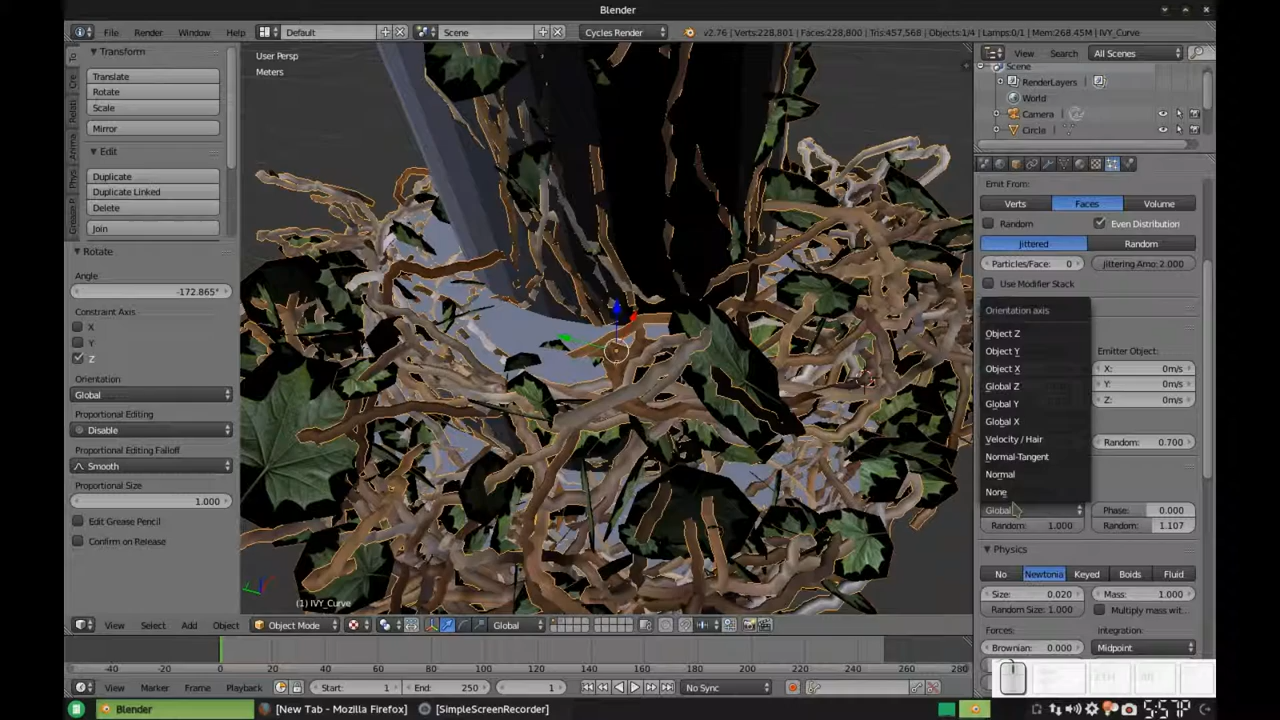 Blender
File Render Window Help
Default
Scene
Cycles Render
v2.76 | Verts:228,801 | Faces:228,800 | Tris:457,568 | Objects:1/4 | Lamps:0/1 | Mem:268.45M | IVY_Curve
Transform
Translate
Rotate
Scale
Mirror
Edit
Duplicate
Duplicate Linked
Delete
Join
Rotate
Angle
-172.865°
Constraint Axis
X
Y
Z
Orientation
Global
Proportional Editing
Disable
Proportional Editing Falloff
Smooth
Proportional Size
1.000
Edit Grease Pencil
Confirm on Release
User Persp
Meters
(1) IVY_Curve
View Search All Scenes
Scene
RenderLayers
World
Camera
Circle
Emit From:
Verts Faces Volume
Random Even Distribution
Jittered Random
Particles/Face: 0 Jittering Amo: 2.000
Use Modifier Stack
Orientation axis
Object Z
Object Y
Object X
Global Z
Global Y
Global X
Velocity / Hair
Normal-Tangent
Normal
None
Emitter Object:
X: 0m/s
Y: 0m/s
Z: 0m/s
Random: 0.700
Global Phase: 0.000
Random: 1.000 Random: 1.107
Physics
No Newtonia Keyed Boids Fluid
Size: 0.020 Mass: 1.000
Random Size: 1.000 Multiply mass wit..
Forces: Integration:
Brownian: 0.000 Midpoint
View Select Add Object Object Mode Global
-40 -20 0 20 40 60 80 100 120 140 160 180 200 220 240 260 280
View Marker Frame Playback Start: 1 End: 250 1 No Sync
Blender [New Tab - Mozilla Firefox] [SimpleScreenRecorder]